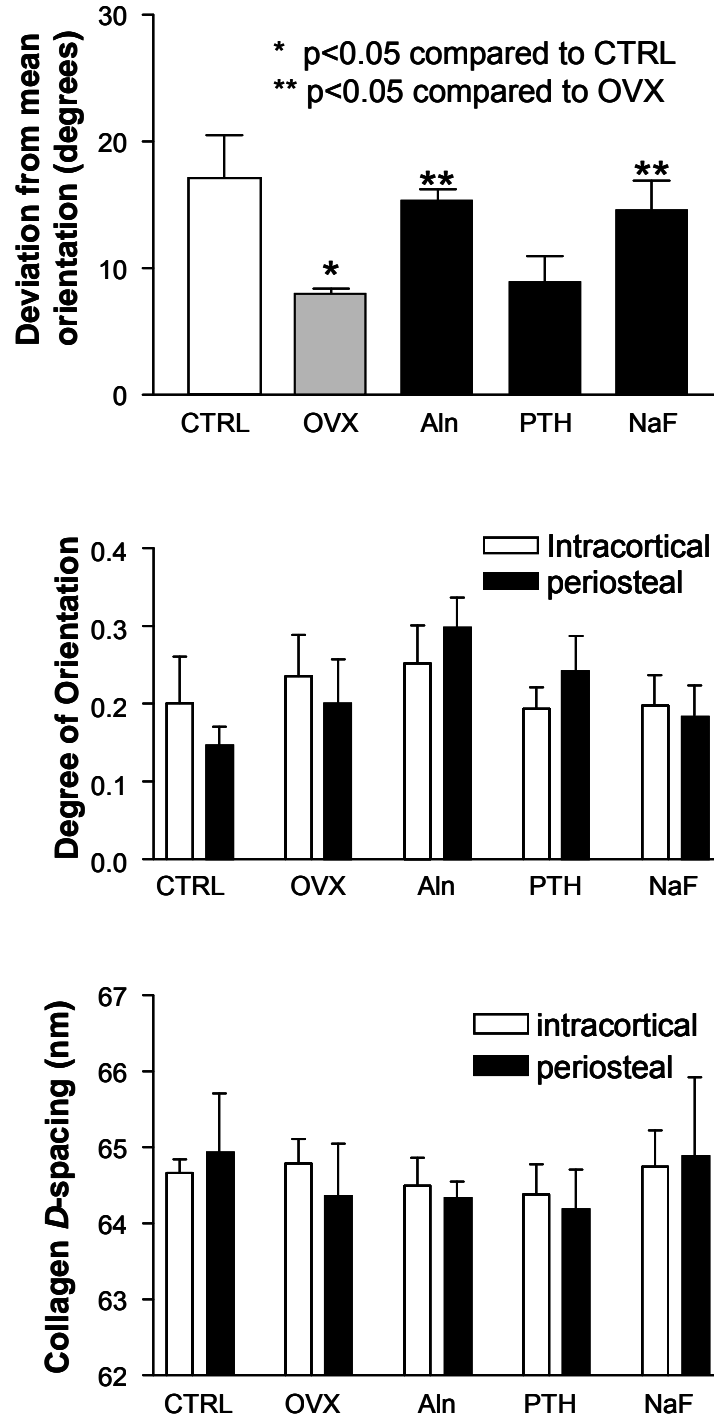 30
* p<0.05 compared to CTRL
** p<0.05 compared to OVX
Deviation from mean
orientation (degrees)
20
**
**
10
*
0
CTRL OVX Aln PTH NaF
0.4
Intracortical
periosteal
Degree of Orientation
0.3
0.2
0.1
0.0
CTRL OVX Aln PTH NaF
67
intracortical
periosteal
Collagen D-spacing (nm)
66
65
64
63
62
CTRL OVX Aln PTH NaF